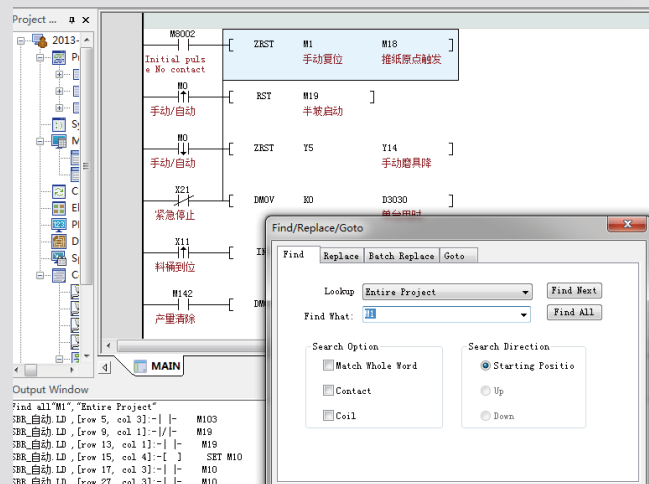 Project ...
2013-
M8002
ZRST M1 M18
Initial puls
e No contact
手动复位 推纸原点触发
M0
RST M19
手动/自动 半坡启动
M0
ZRST Y5 Y14
手动/自动 手动磨具降
X21
DMOV K0 D3030
紧急停止
X11
料桶到位
M142
产量清除
MAIN
Output Window
Find all"M1","Entire Project"
SBR_自动.LD , [row 5, col 3]:-| |- M103
SBR_自动.LD , [row 9, col 1]:-|/|- M19
SBR_自动.LD , [row 13, col 1]:-| |- M19
SBR_自动.LD , [row 15, col 4]:-[ ] SET M10
SBR_自动.LD , [row 17, col 3]:-| |- M10
SBR_自动.LD , [row 27, col 3]:-| |- M10
Find/Replace/Goto
Find Replace Batch Replace Goto
Lookup Entire Project Find Next
Find What: M1 Find All
Search Option Search Direction
Match Whole Word Starting Positio
Contact Up
Coil Down